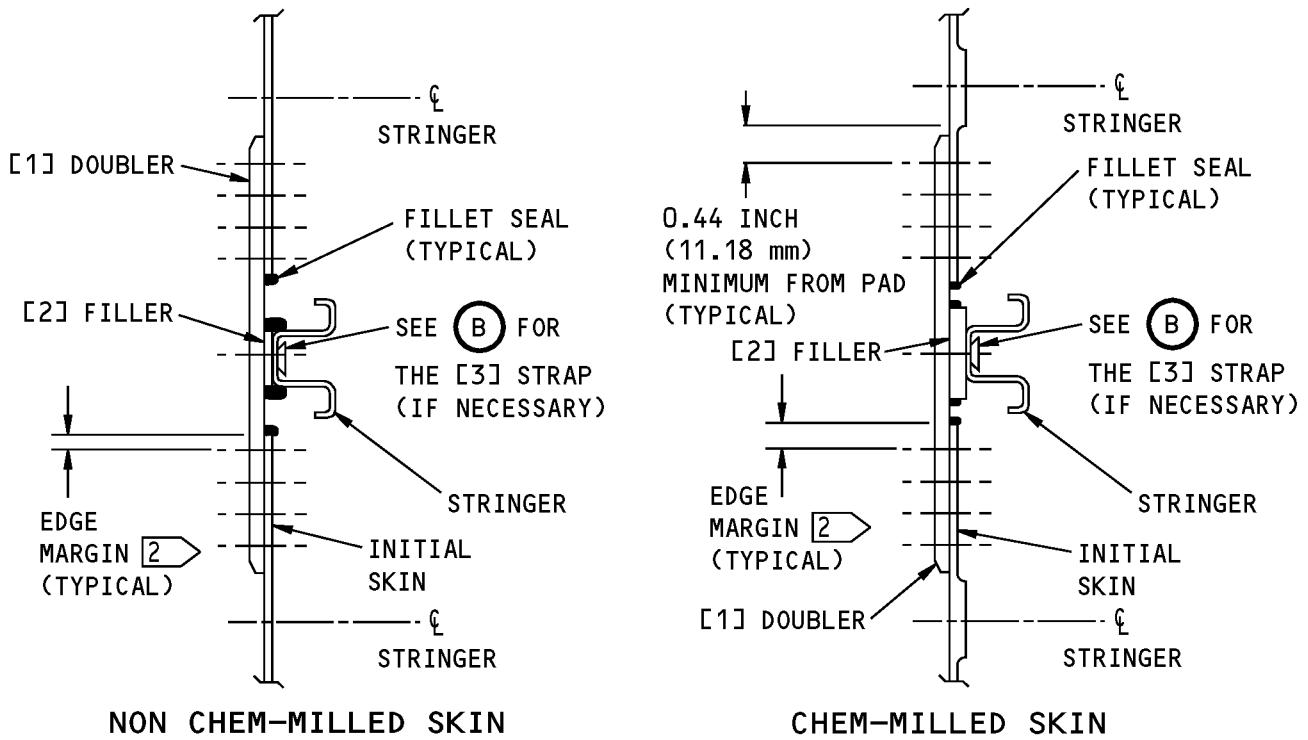 ℄
STRINGER
[1] DOUBLER
FILLET SEAL
(TYPICAL)
[2] FILLER
SEE B FOR
THE [3] STRAP
(IF NECESSARY)
STRINGER
EDGE
MARGIN 2
(TYPICAL)
INITIAL
SKIN
℄
STRINGER
NON CHEM-MILLED SKIN
℄
STRINGER
FILLET SEAL
(TYPICAL)
0.44 INCH
(11.18 mm)
MINIMUM FROM PAD
(TYPICAL)
[2] FILLER
SEE B FOR
THE [3] STRAP
(IF NECESSARY)
STRINGER
EDGE
MARGIN 2
(TYPICAL)
INITIAL
SKIN
[1] DOUBLER
℄
STRINGER
CHEM-MILLED SKIN